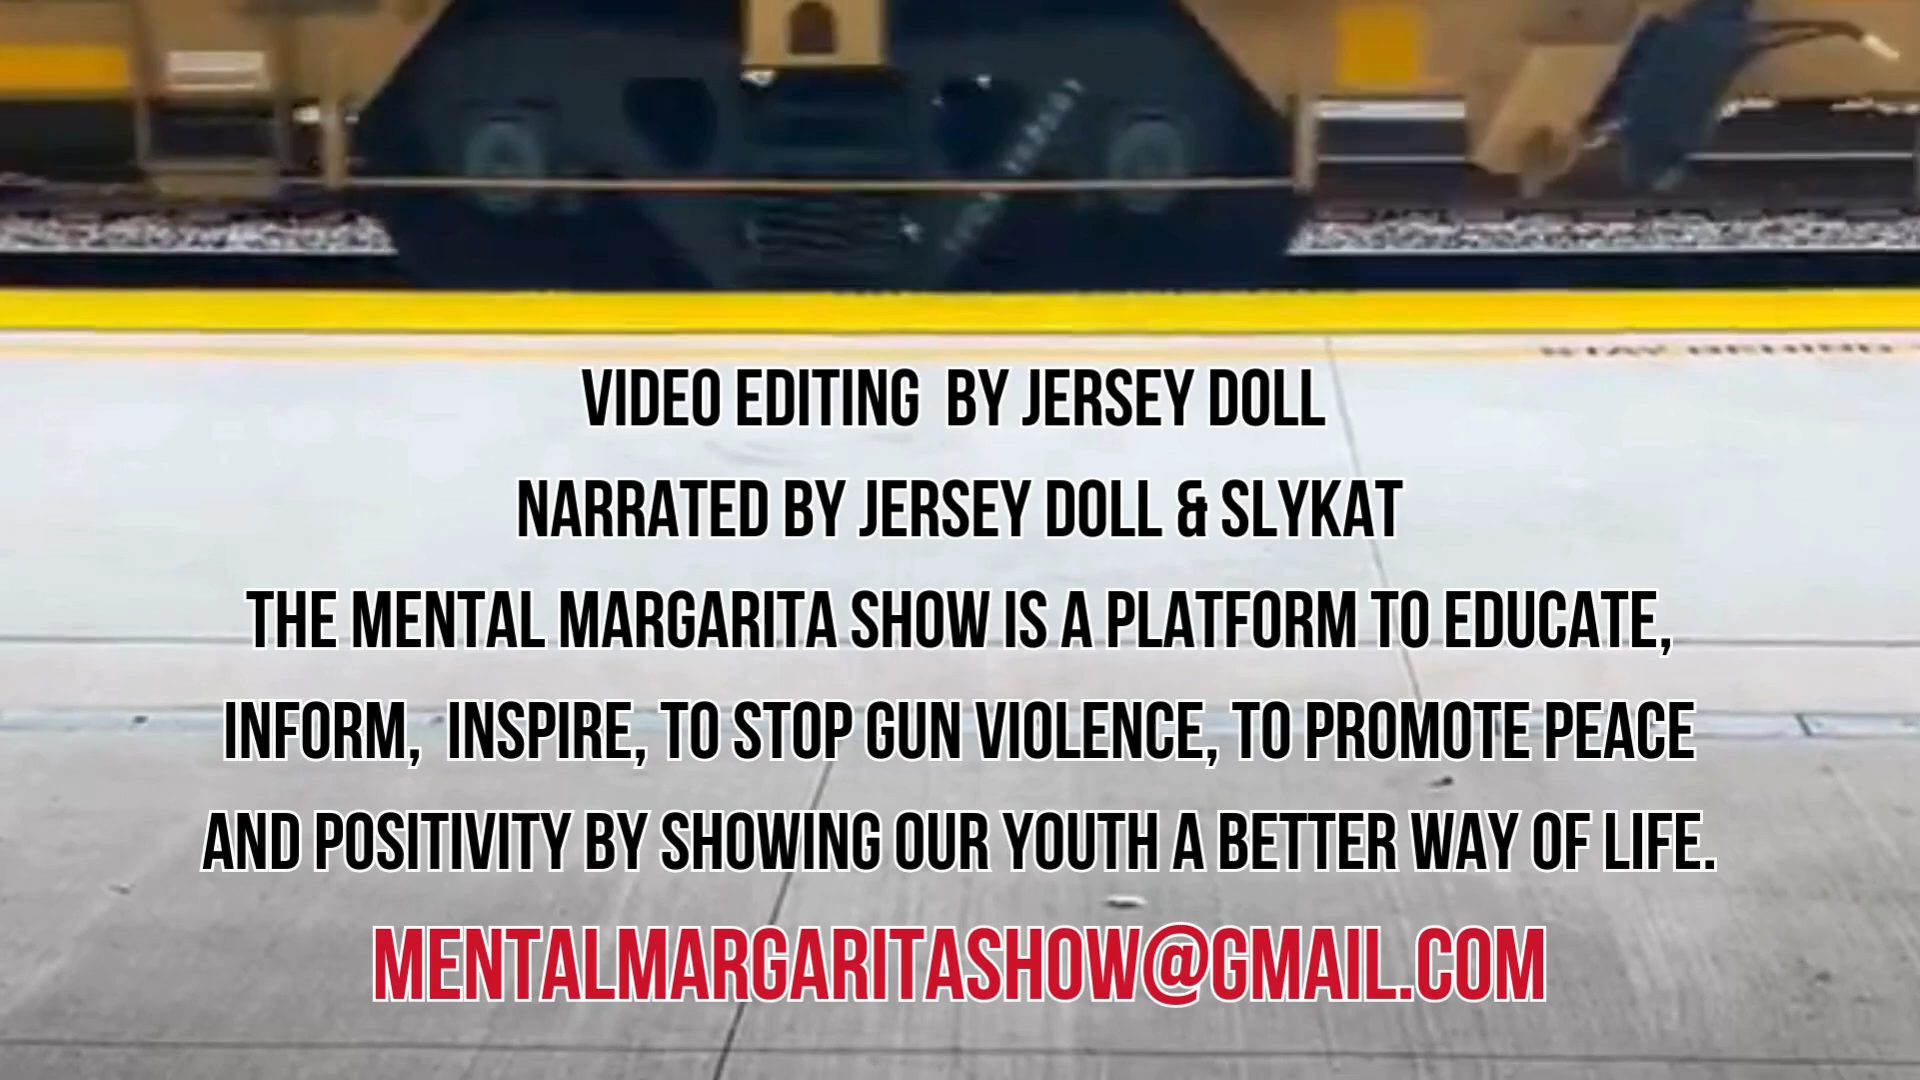 STAY BEHIND
VIDEO EDITING  BY JERSEY DOLL
NARRATED BY JERSEY DOLL & SLYKAT
THE MENTAL MARGARITA SHOW IS A PLATFORM TO EDUCATE,
INFORM,  INSPIRE, TO STOP GUN VIOLENCE, TO PROMOTE PEACE
AND POSITIVITY BY SHOWING OUR YOUTH A BETTER WAY OF LIFE.
MENTALMARGARITASHOW@GMAIL.COM